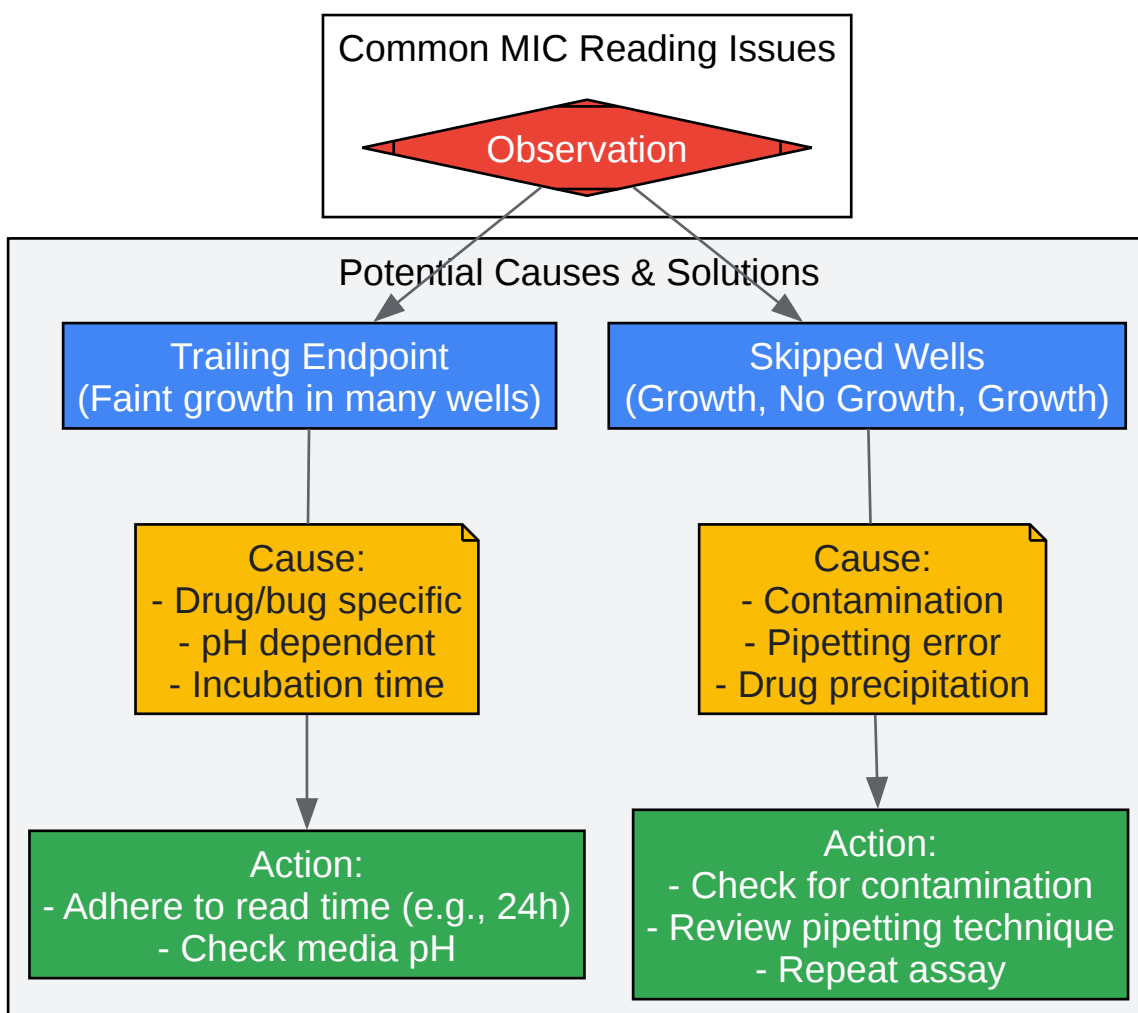 Common MIC Reading Issues
Observation
Potential Causes & Solutions
Trailing Endpoint
(Faint growth in many wells)
Skipped Wells
(Growth, No Growth, Growth)
Cause:
- Drug/bug specific
- pH dependent
- Incubation time
Cause:
- Contamination
- Pipetting error
- Drug precipitation
Action:
- Adhere to read time (e.g., 24h)
- Check media pH
Action:
- Check for contamination
- Review pipetting technique
- Repeat assay